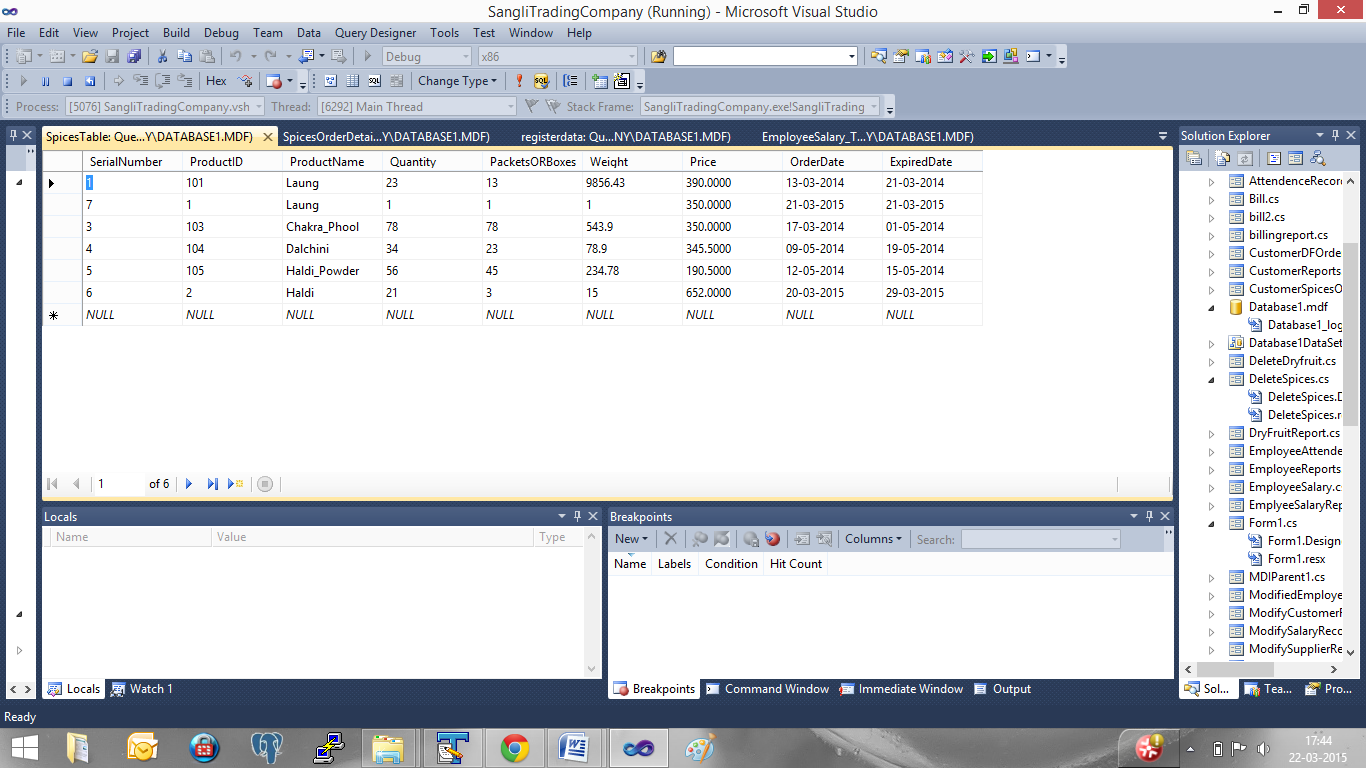 SangliTradingCompany (Running) - Microsoft Visual Studio
File Edit View Project Build Debug Team Data Query Designer Tools Test Window Help
Debug x86
Hex Change Type
Process: [5076] SangliTradingCompany.vsh Thread: [6292] Main Thread Stack Frame: SangliTradingCompany.exe!SangliTrading
SpicesTable: Que...Y\DATABASE1.MDF) SpicesOrderDetai...Y\DATABASE1.MDF) registerdata: Qu...NY\DATABASE1.MDF) EmployeeSalary_T...Y\DATABASE1.MDF)
SerialNumber ProductID ProductName Quantity PacketsORBoxes Weight Price OrderDate ExpiredDate
1 101 Laung 23 13 9856.43 390.0000 13-03-2014 21-03-2014
7 1 Laung 1 1 1 350.0000 21-03-2015 21-03-2015
3 103 Chakra_Phool 78 78 543.9 350.0000 17-03-2014 01-05-2014
4 104 Dalchini 34 23 78.9 345.5000 09-05-2014 19-05-2014
5 105 Haldi_Powder 56 45 234.78 190.5000 12-05-2014 15-05-2014
6 2 Haldi 21 3 15 652.0000 20-03-2015 29-03-2015
NULL NULL NULL NULL NULL NULL NULL NULL NULL
1 of 6
Solution Explorer
AttendenceRecor
Bill.cs
bill2.cs
billingreport.cs
CustomerDFOrde
CustomerReports
CustomerSpicesO
Database1.mdf
Database1_log
Database1DataSet
DeleteDryfruit.cs
DeleteSpices.cs
DeleteSpices.D
DeleteSpices.r
DryFruitReport.cs
EmployeeAttende
EmployeeReports
EmployeeSalary.c
EmplyeeSalaryRep
Form1.cs
Form1.Design
Form1.resx
MDIParent1.cs
ModifiedEmploye
ModifyCustomerR
ModifySalaryRecc
ModifySupplierRe
Sol... Tea... Pro...
Locals
Name Value Type
Locals Watch 1
Breakpoints
New Columns Search:
Name Labels Condition Hit Count
Breakpoints Command Window Immediate Window Output
Ready
17:44
22-03-2015